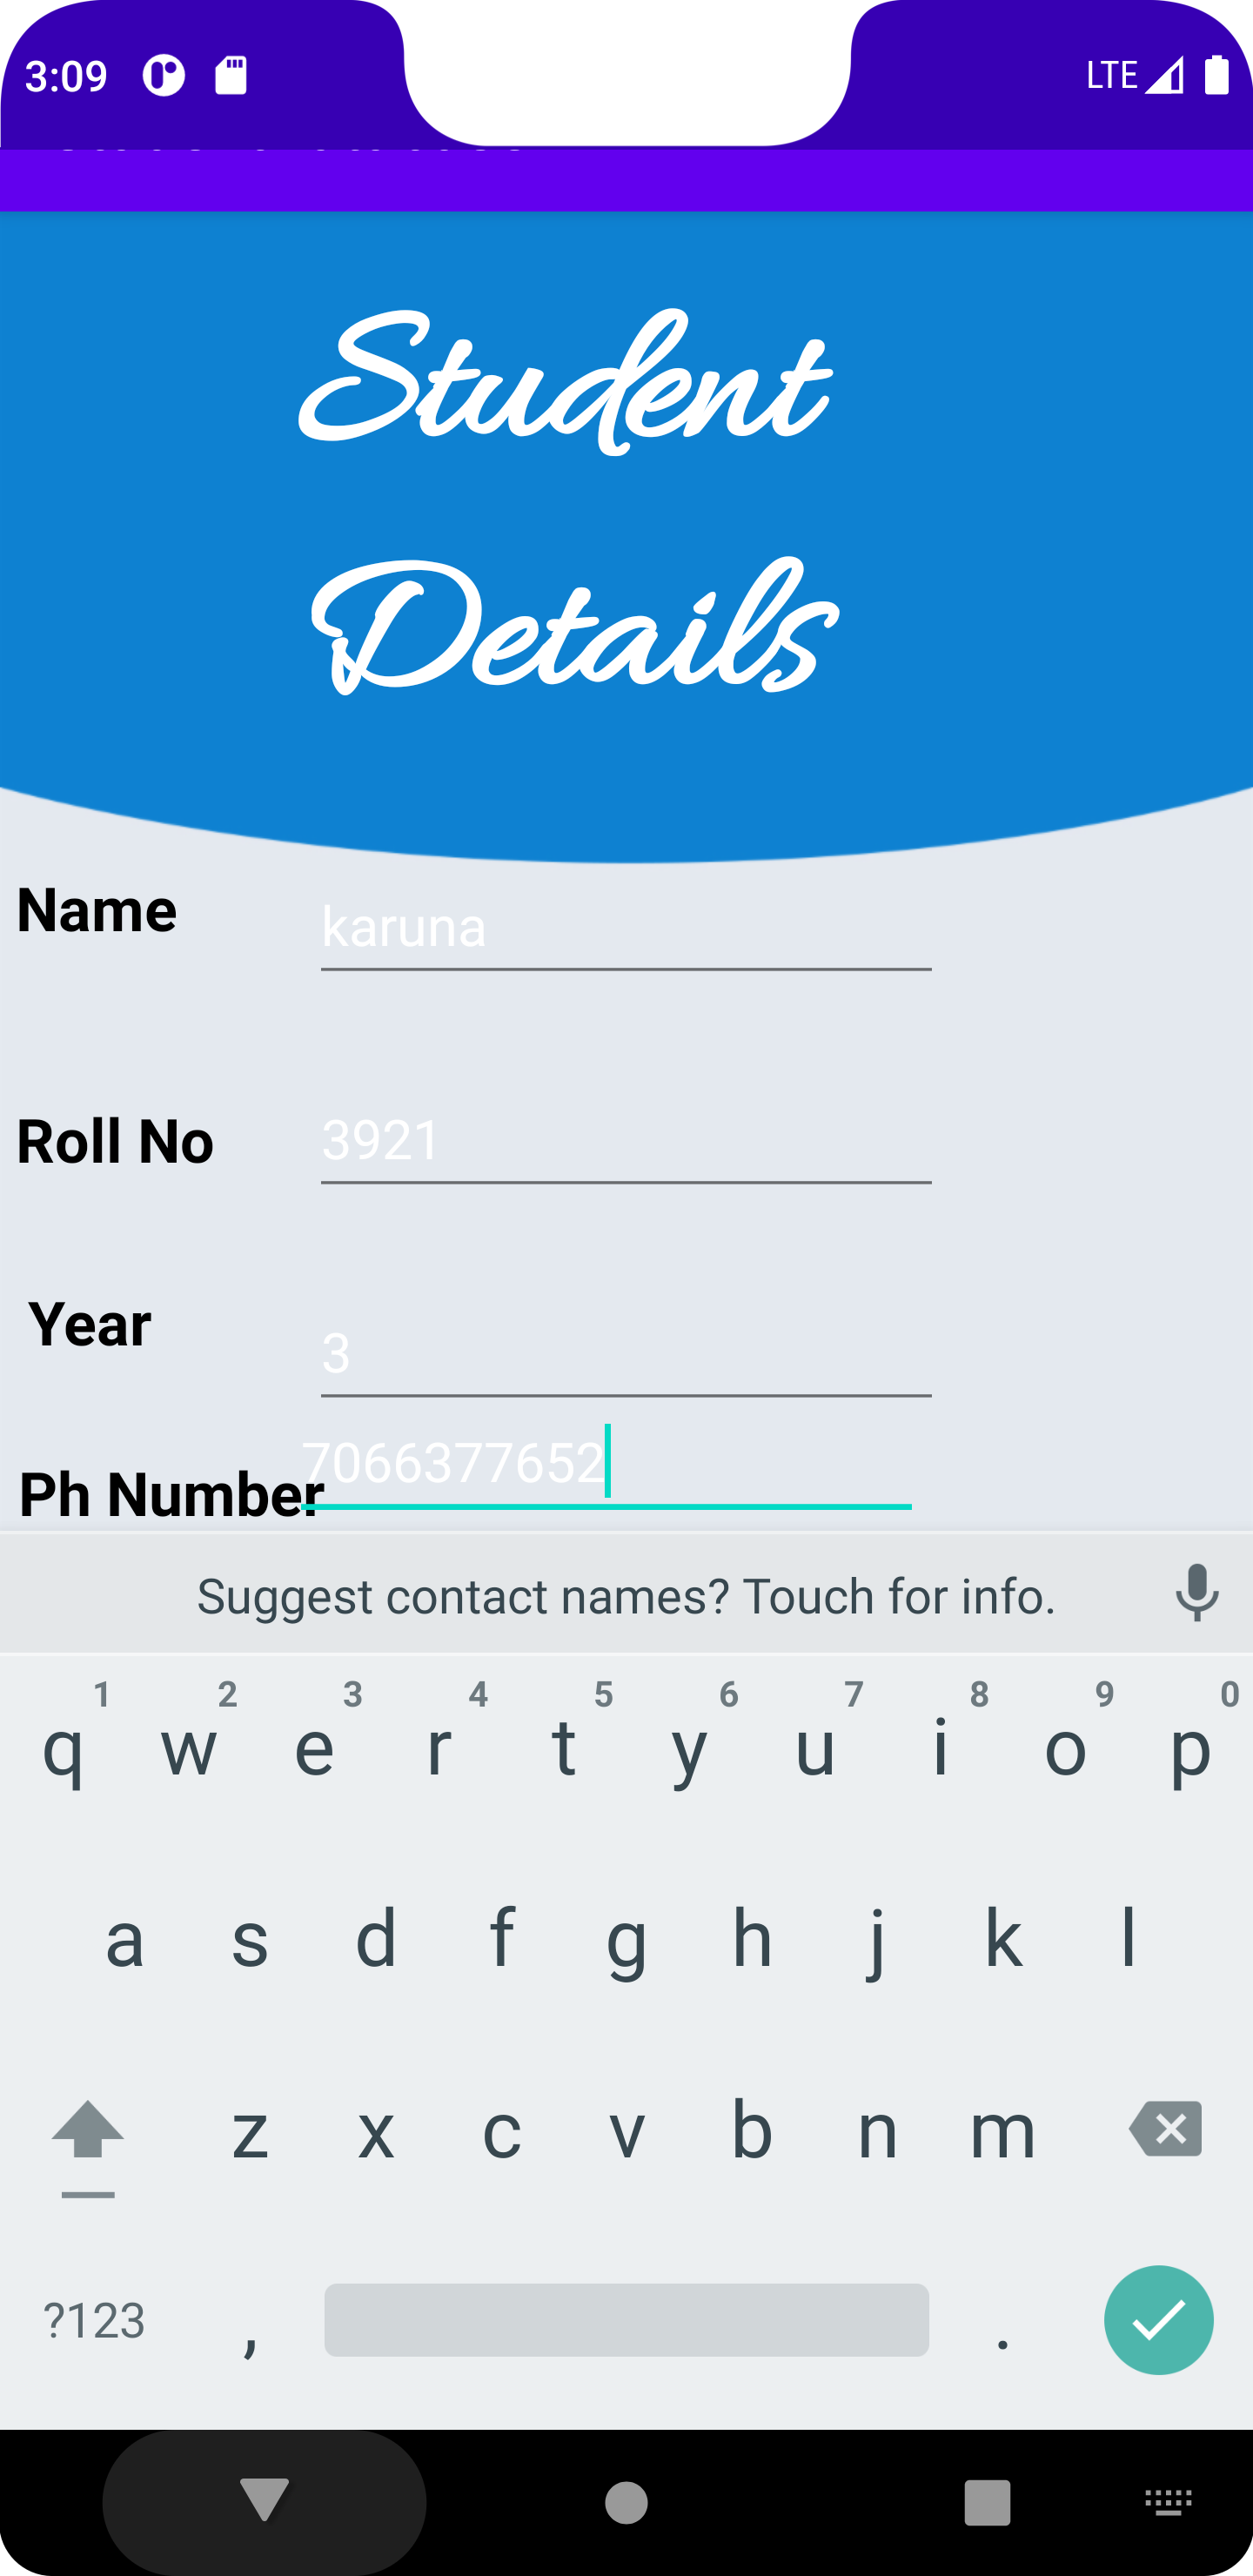 3:09 LTE
Student
Details
Name karuna
Roll No 3921
Year 3
Ph Number 7066377652
Suggest contact names? Touch for info.
1 2 3 4 5 6 7 8 9 0
q w e r t y u i o p
a s d f g h j k l
z x c v b n m
?123 , .